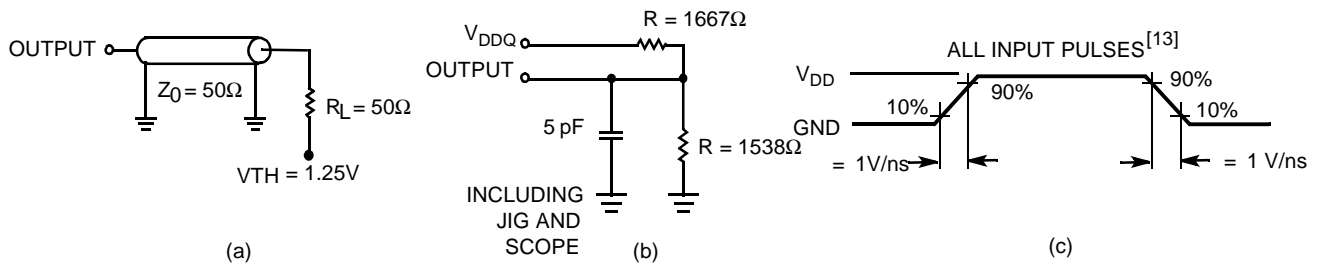 OUTPUT
Z0 = 50Ω
RL = 50Ω
VTH = 1.25V
(a)
R = 1667Ω
VDDQ
OUTPUT
5 pF
R = 1538Ω
INCLUDING
JIG AND
SCOPE
(b)
ALL INPUT PULSES[13]
VDD
GND
10%
90%
90%
10%
= 1V/ns
= 1 V/ns
(c)